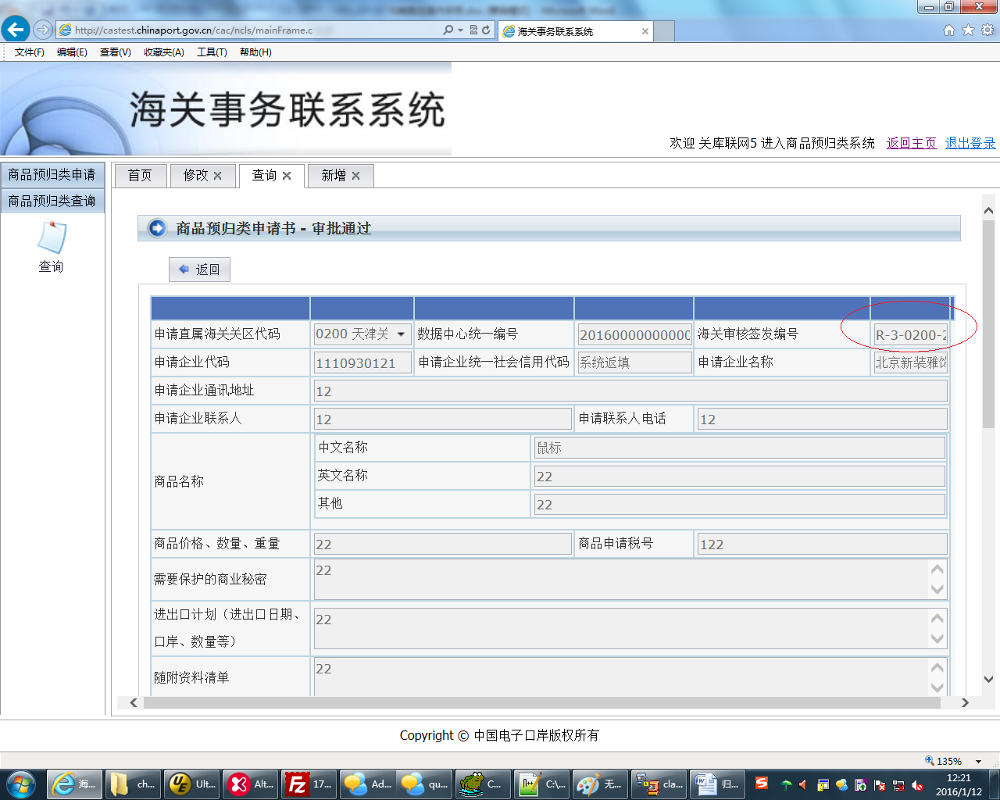 http://castest.chinaport.gov.cn/cac/ncls/mainFrame.c
海关事务联系系统
文件(F) 编辑(E) 查看(V) 收藏夹(A) 工具(T) 帮助(H)
海关事务联系系统
欢迎 关库联网5 进入商品预归类系统 返回主页 退出登录
商品预归类申请
商品预归类查询
查询
首页 修改 查询 新增
商品预归类申请书 - 审批通过
返回
申请直属海关关区代码 0200 天津关 数据中心统一编号 20160000000000 海关审核签发编号 R-3-0200-2
申请企业代码 1110930121 申请企业统一社会信用代码 系统返填 申请企业名称 北京新装雅饰
申请企业通讯地址 12
申请企业联系人 12 申请联系人电话 12
商品名称
中文名称 鼠标
英文名称 22
其他 22
商品价格、数量、重量 22 商品申请税号 122
需要保护的商业秘密 22
进出口计划（进出口日期、
口岸、数量等） 22
随附资料清单 22
Copyright © 中国电子口岸版权所有
135%
海... ch... Ult... Alt... 17... Ad... qu... C... C:\... 无... cla... 归...
12:21
2016/1/12